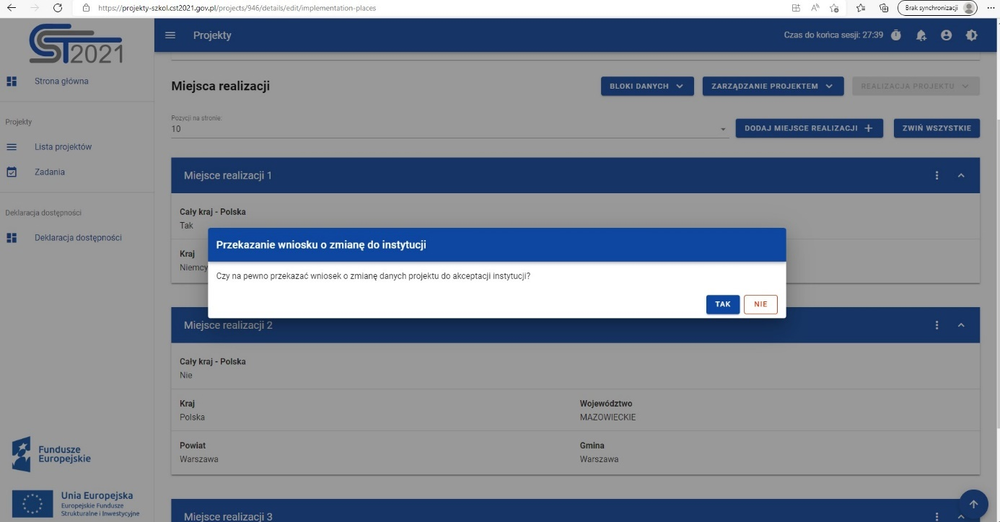 https://projekty-szkol.cst2021.gov.pl/projects/946/details/edit/implementation-places
Brak synchronizacji
CST2021
Projekty
Czas do końca sesji: 27:39
Strona główna
Projekty
Lista projektów
Zadania
Deklaracja dostępności
Deklaracja dostępności
Miejsca realizacji
BLOKI DANYCH
ZARZĄDZANIE PROJEKTEM
REALIZACJA PROJEKTU
Pozycji na stronie:
10
DODAJ MIEJSCE REALIZACJI +
ZWIŃ WSZYSTKIE
Miejsce realizacji 1
Cały kraj - Polska
Tak
Kraj
Niemcy
Przekazanie wniosku o zmianę do instytucji
Czy na pewno przekazać wniosek o zmianę danych projektu do akceptacji instytucji?
TAK
NIE
Miejsce realizacji 2
Cały kraj - Polska
Nie
Kraj
Województwo
Polska
MAZOWIECKIE
Powiat
Gmina
Warszawa
Warszawa
Miejsce realizacji 3
Fundusze
Europejskie
Unia Europejska
Europejskie Fundusze
Strukturalne i Inwestycyjne